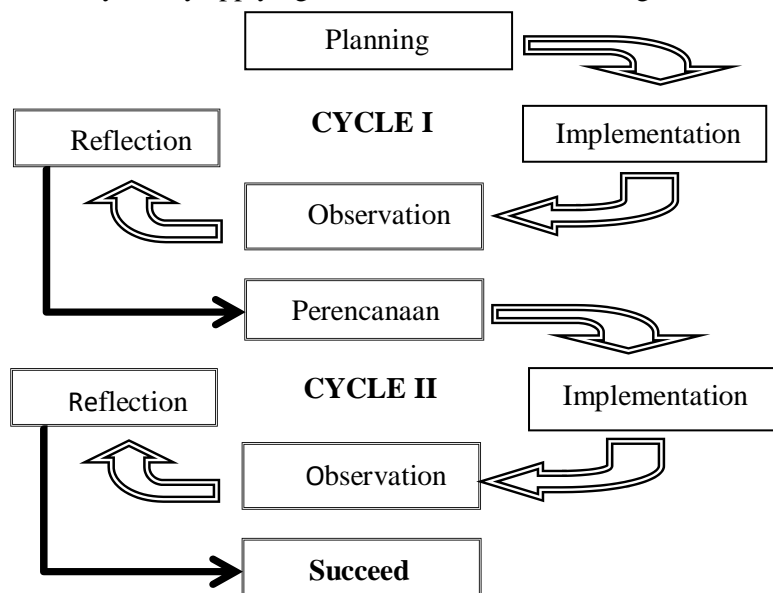 Planning
CYCLE I
Reflection
Implementation
Observation
Perencanaan
CYCLE II
Reflection
Implementation
Observation
Succeed